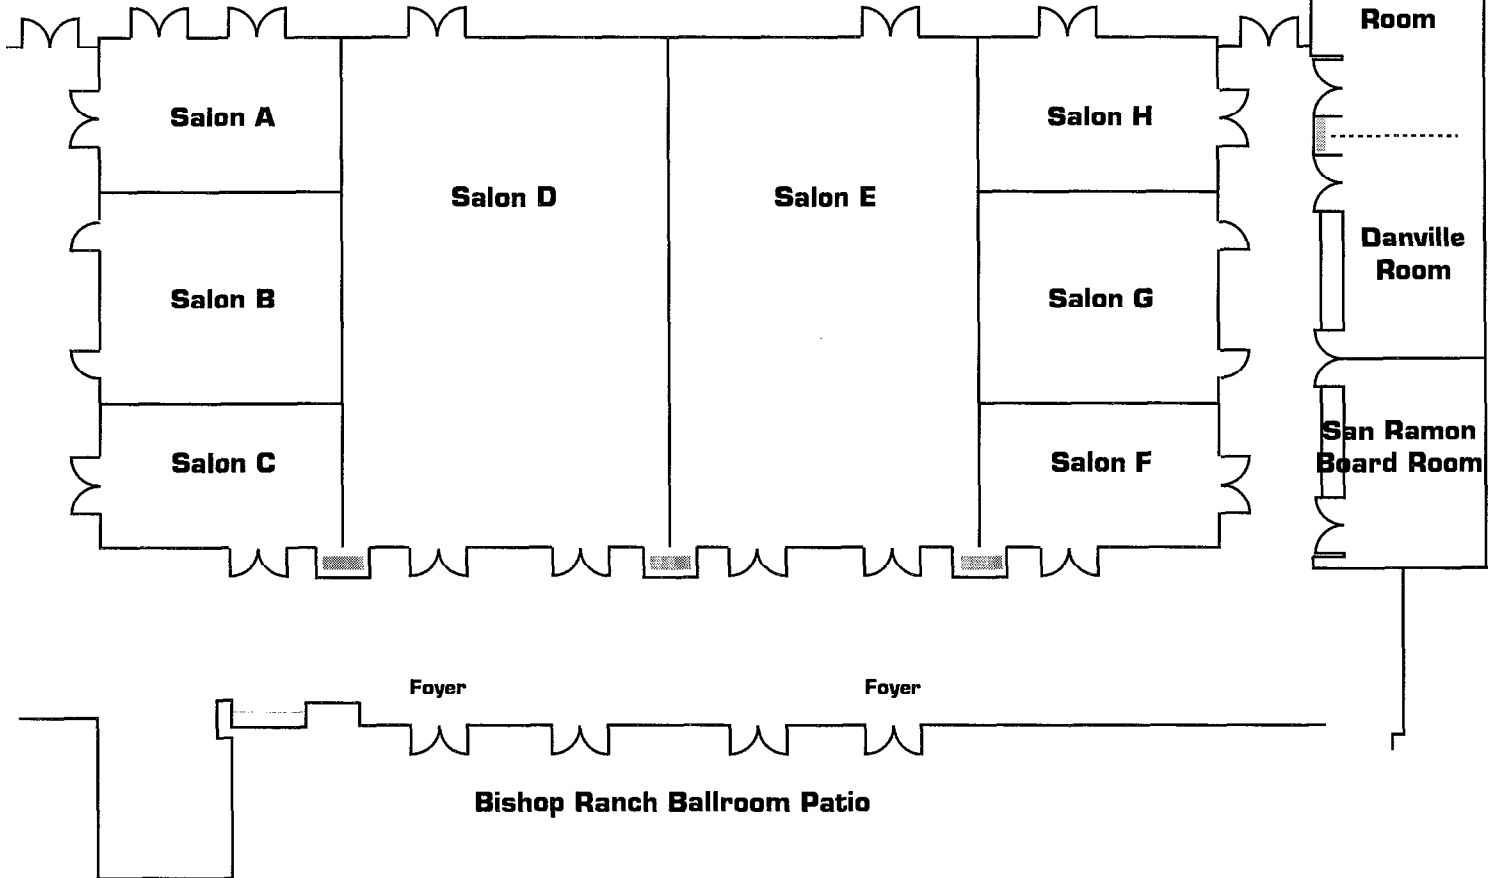 Room
Salon A
Salon H
Salon D
Salon E
Danville
Room
Salon B
Salon G
San Ramon
Board Room
Salon C
Salon F
Foyer
Foyer
Bishop Ranch Ballroom Patio